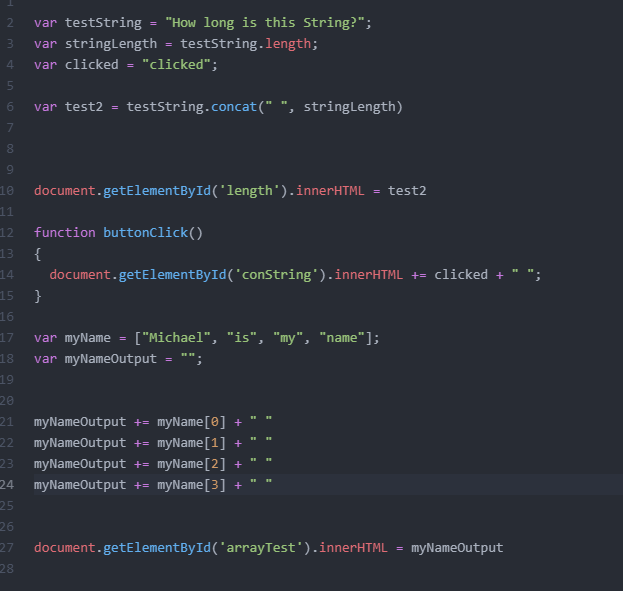 1
2 var testString = "How long is this String?";
3 var stringLength = testString.length;
4 var clicked = "clicked";
5
6 var test2 = testString.concat(" ", stringLength)
7
8
9
10 document.getElementById('length').innerHTML = test2
11
12 function buttonClick()
13 {
14   document.getElementById('conString').innerHTML += clicked + " ";
15 }
16
17 var myName = ["Michael", "is", "my", "name"];
18 var myNameOutput = "";
19
20
21 myNameOutput += myName[0] + " "
22 myNameOutput += myName[1] + " "
23 myNameOutput += myName[2] + " "
24 myNameOutput += myName[3] + " "
25
26
27 document.getElementById('arrayTest').innerHTML = myNameOutput
28